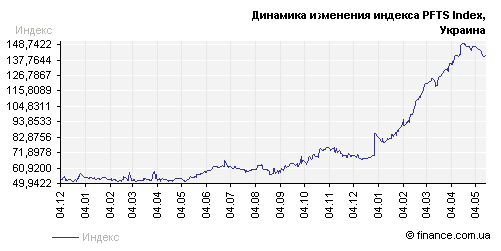 Динамика изменения индекса PFTS Index,
Украина
Индекс
148,7422
137,7644
126,7867
115,8089
104,8311
93,8533
82,8756
71,8978
60,9200
49,9422
04.12 04.01 04.02 04.03 04.04 04.05 04.06 04.07 04.08 04.09 04.10 04.11 04.12 04.01 04.02 04.03 04.04 04.05
Индекс
© finance.com.ua